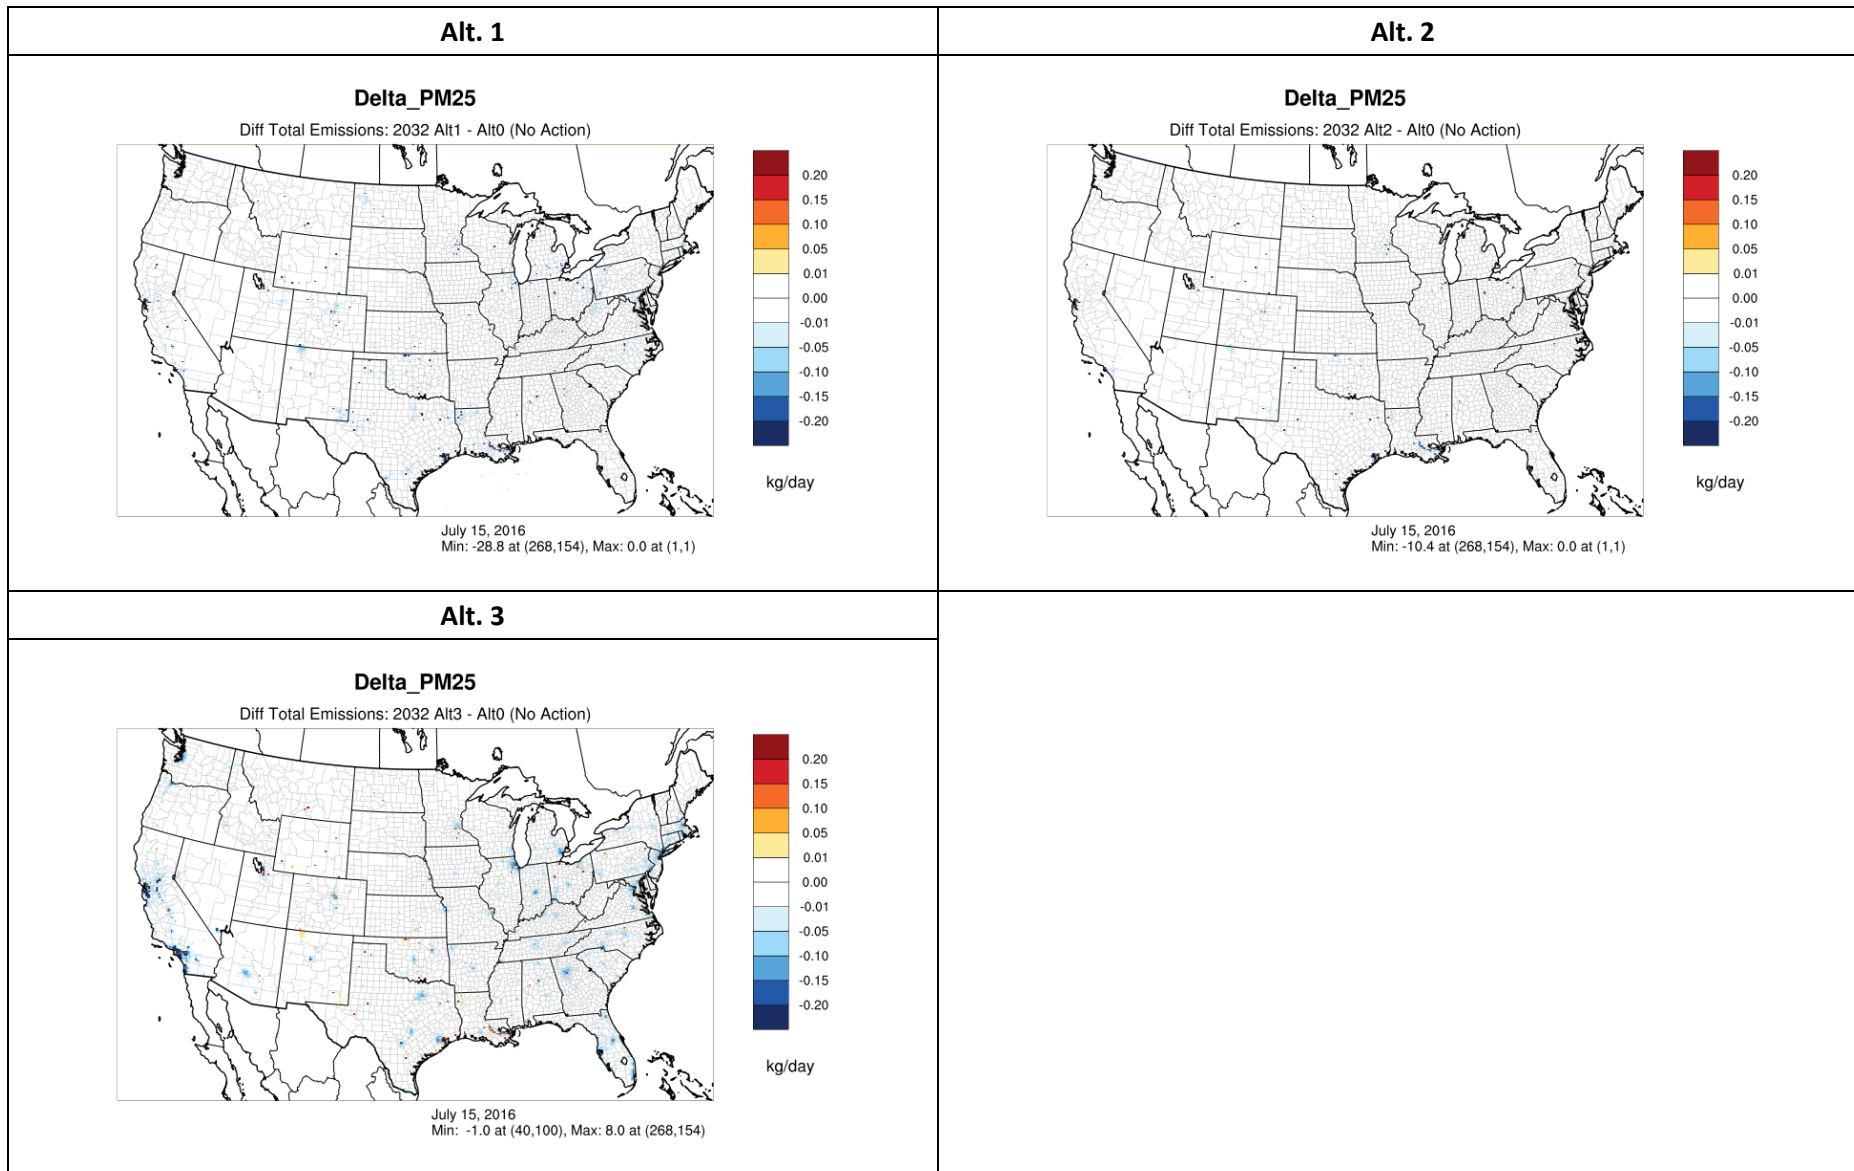 Alt. 1
Delta_PM25
Diff Total Emissions: 2032 Alt1 - Alt0 (No Action)
0.20
0.15
0.10
0.05
0.01
0.00
-0.01
-0.05
-0.10
-0.15
-0.20
kg/day
July 15, 2016
Min: -28.8 at (268,154), Max: 0.0 at (1,1)
Alt. 2
Delta_PM25
Diff Total Emissions: 2032 Alt2 - Alt0 (No Action)
0.20
0.15
0.10
0.05
0.01
0.00
-0.01
-0.05
-0.10
-0.15
-0.20
kg/day
July 15, 2016
Min: -10.4 at (268,154), Max: 0.0 at (1,1)
Alt. 3
Delta_PM25
Diff Total Emissions: 2032 Alt3 - Alt0 (No Action)
0.20
0.15
0.10
0.05
0.01
0.00
-0.01
-0.05
-0.10
-0.15
-0.20
kg/day
July 15, 2016
Min: -1.0 at (40,100), Max: 8.0 at (268,154)